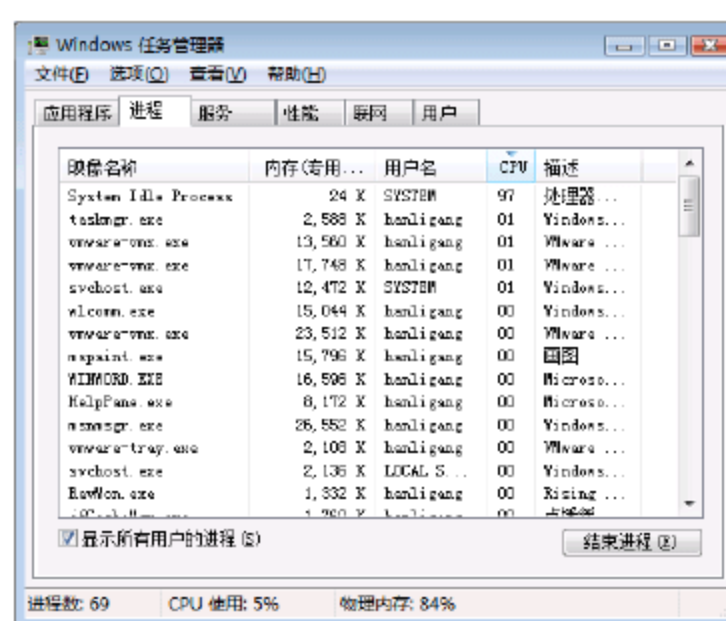 Windows 任务管理器
文件(F) 选项(O) 查看(V) 帮助(H)
应用程序 进程 服务 性能 联网 用户
映像名称 内存(专用... 用户名 CPU 描述
System Idle Process 24 K SYSTEM 97 处理器...
taskmgr.exe 2,588 K hanligang 01 Windows...
vmware-vmx.exe 13,560 K hanligang 01 VMware ...
vmware-vmx.exe 17,748 K hanligang 01 VMware ...
svchost.exe 12,472 K SYSTEM 01 Windows...
wlcomm.exe 15,044 K hanligang 00 Windows...
vmware-vmx.exe 23,512 K hanligang 00 VMware ...
mspaint.exe 15,796 K hanligang 00 画图
WINWORD.EXE 16,596 K hanligang 00 Microso...
HelpPane.exe 8,172 K hanligang 00 Microso...
msnmsgr.exe 26,552 K hanligang 00 Windows...
vmware-tray.exe 2,108 K hanligang 00 VMware ...
svchost.exe 2,136 K LOCAL S... 00 Windows...
RavMon.exe 1,332 K hanligang 00 Rising ...
显示所有用户的进程(S) 结束进程(E)
进程数: 69 CPU 使用: 5% 物理内存: 84%